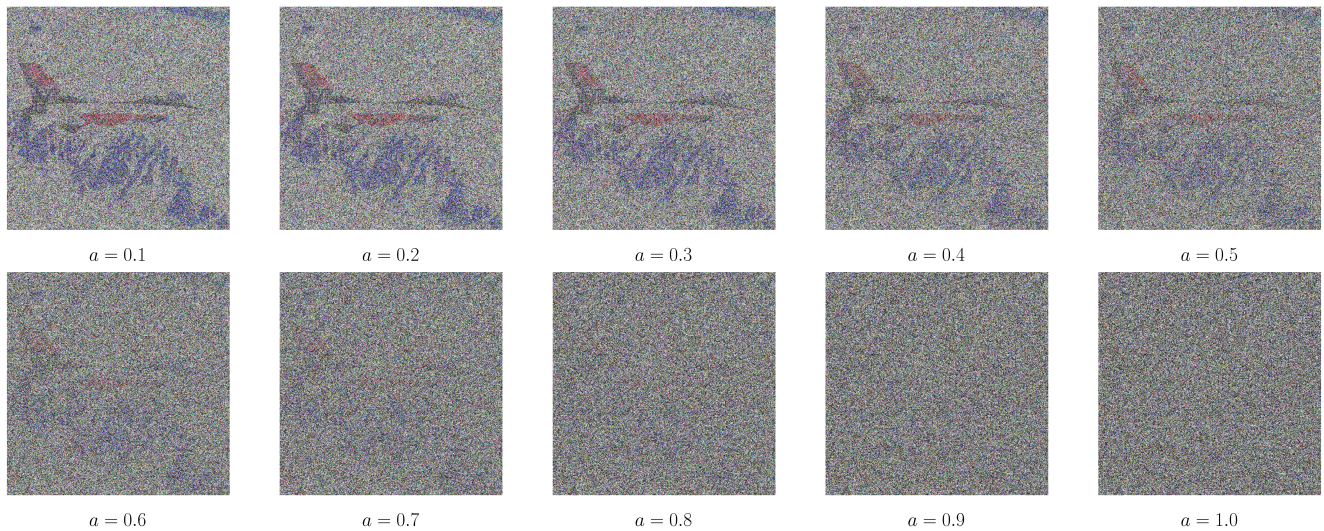 a = 0.1
a = 0.2
a = 0.3
a = 0.4
a = 0.5
a = 0.6
a = 0.7
a = 0.8
a = 0.9
a = 1.0